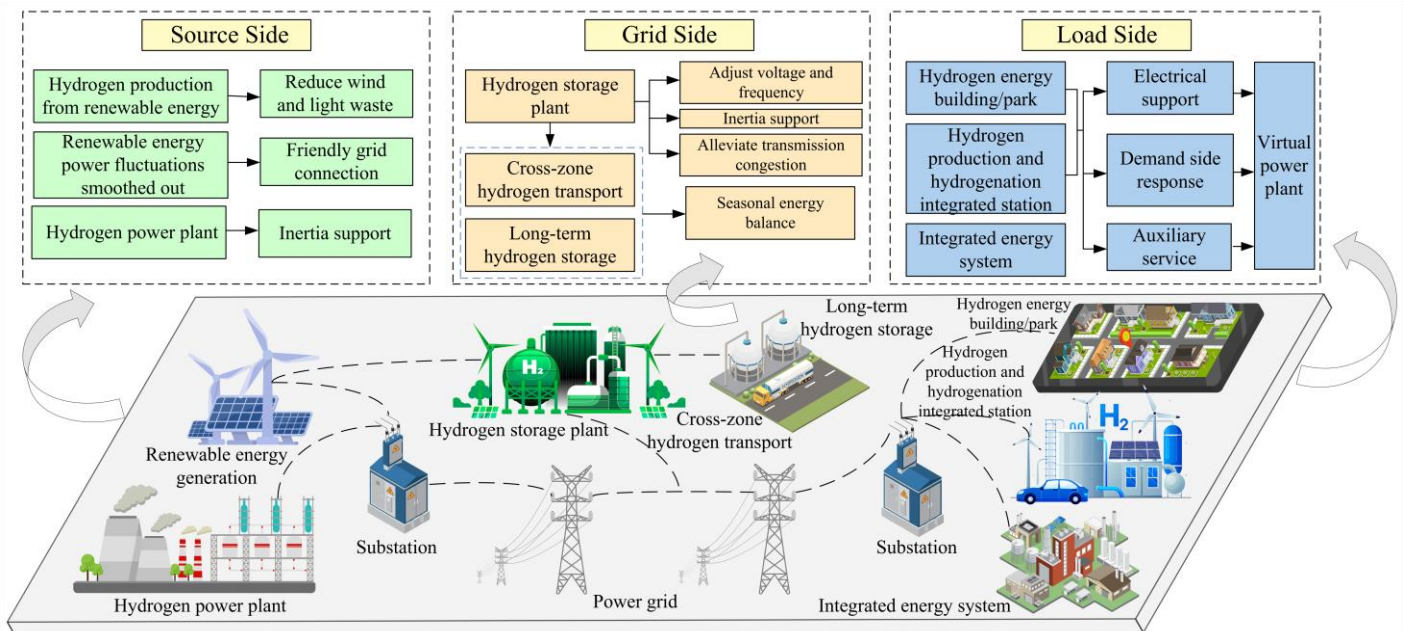 Source Side
Hydrogen production
from renewable energy
Reduce wind
and light waste
Renewable energy
power fluctuations
smoothed out
Friendly grid
connection
Hydrogen power plant
Inertia support
Grid Side
Hydrogen storage
plant
Adjust voltage and
frequency
Inertia support
Alleviate transmission
congestion
Cross-zone
hydrogen transport
Long-term
hydrogen storage
Seasonal energy
balance
Load Side
Hydrogen energy
building/park
Hydrogen
production and
hydrogenation
integrated station
Integrated energy
system
Electrical
support
Demand side
response
Auxiliary
service
Virtual
power
plant
Renewable energy
generation
H2
Hydrogen storage plant
Long-term
hydrogen storage
Cross-zone
hydrogen transport
Hydrogen energy
building/park
Hydrogen
production and
hydrogenation
integrated station
H2
Substation
Substation
Hydrogen power plant
Power grid
Integrated energy system